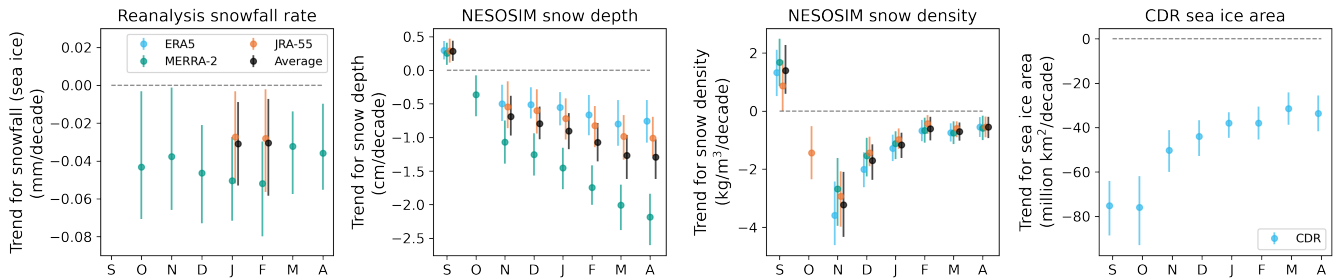 Reanalysis snowfall rate
Trend for snowfall (sea ice)
(mm/decade)
0.02
0.00
−0.02
−0.04
−0.06
−0.08
ERA5
MERRA-2
JRA-55
Average
S O N D J F M A
NESOSIM snow depth
Trend for snow depth
(cm/decade)
0.5
0.0
−0.5
−1.0
−1.5
−2.0
−2.5
S O N D J F M A
NESOSIM snow density
Trend for snow density
(kg/m³/decade)
2
0
−2
−4
S O N D J F M A
CDR sea ice area
Trend for sea ice area
(million km²/decade)
0
−20
−40
−60
−80
CDR
S O N D J F M A